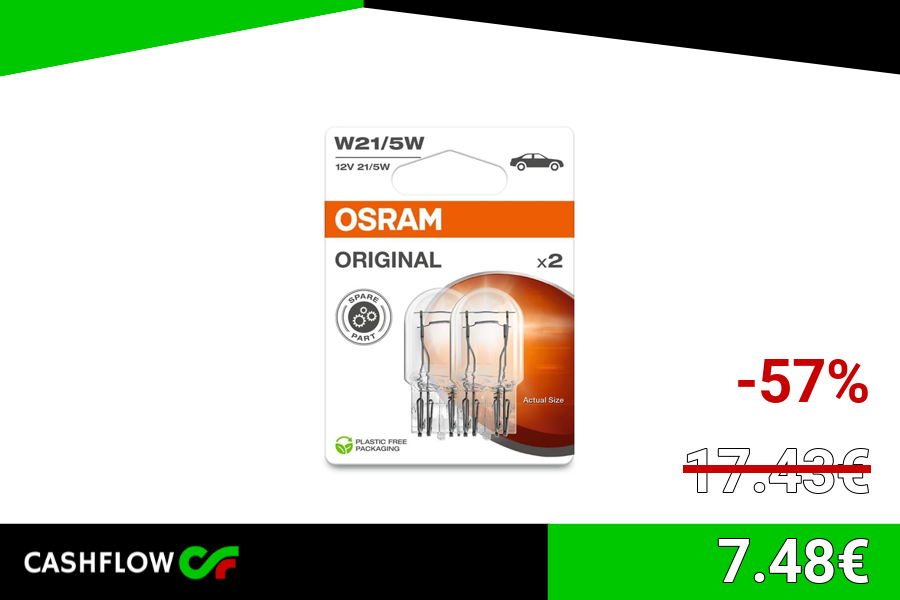 W21/5W
12V 21/5W
OSRAM
ORIGINAL
x2
SPARE
PART
Actual Size
PLASTIC FREE
PACKAGING
-57%
17.43€
CASHFLOW
7.48€